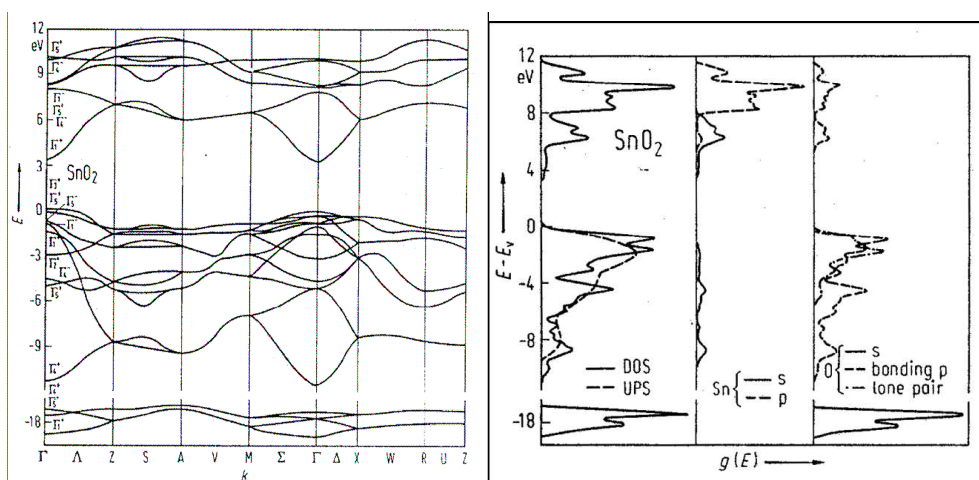 12
eV
9
6
3
0
-3
-6
-9
-18
E
SnO₂
Γ Λ Z S A V M Σ Γ Δ X W R U Z
k
12
eV
8
4
0
-4
-8
-18
E - Eᵥ
SnO₂
DOS
UPS
Sn
s
p
O
s
bonding p
lone pair
g(E)